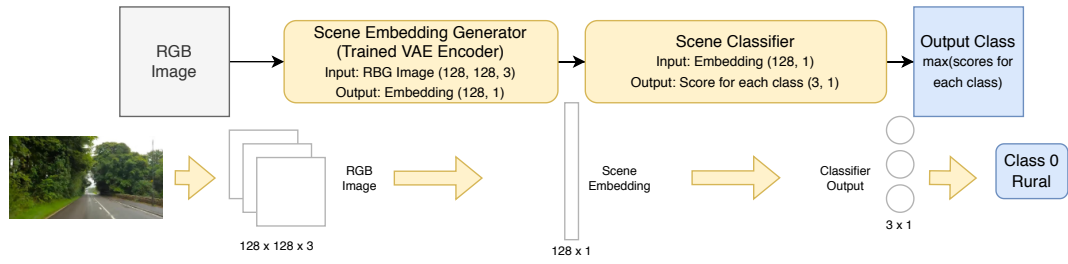 RGB
Image
Scene Embedding Generator
(Trained VAE Encoder)
Input: RBG Image (128, 128, 3)
Output: Embedding (128, 1)
Scene Classifier
Input: Embedding (128, 1)
Output: Score for each class (3, 1)
Output Class
max(scores for
each class)
RGB
Image
Scene
Embedding
Classifier
Output
Class 0
Rural
128 x 128 x 3
128 x 1
3 x 1